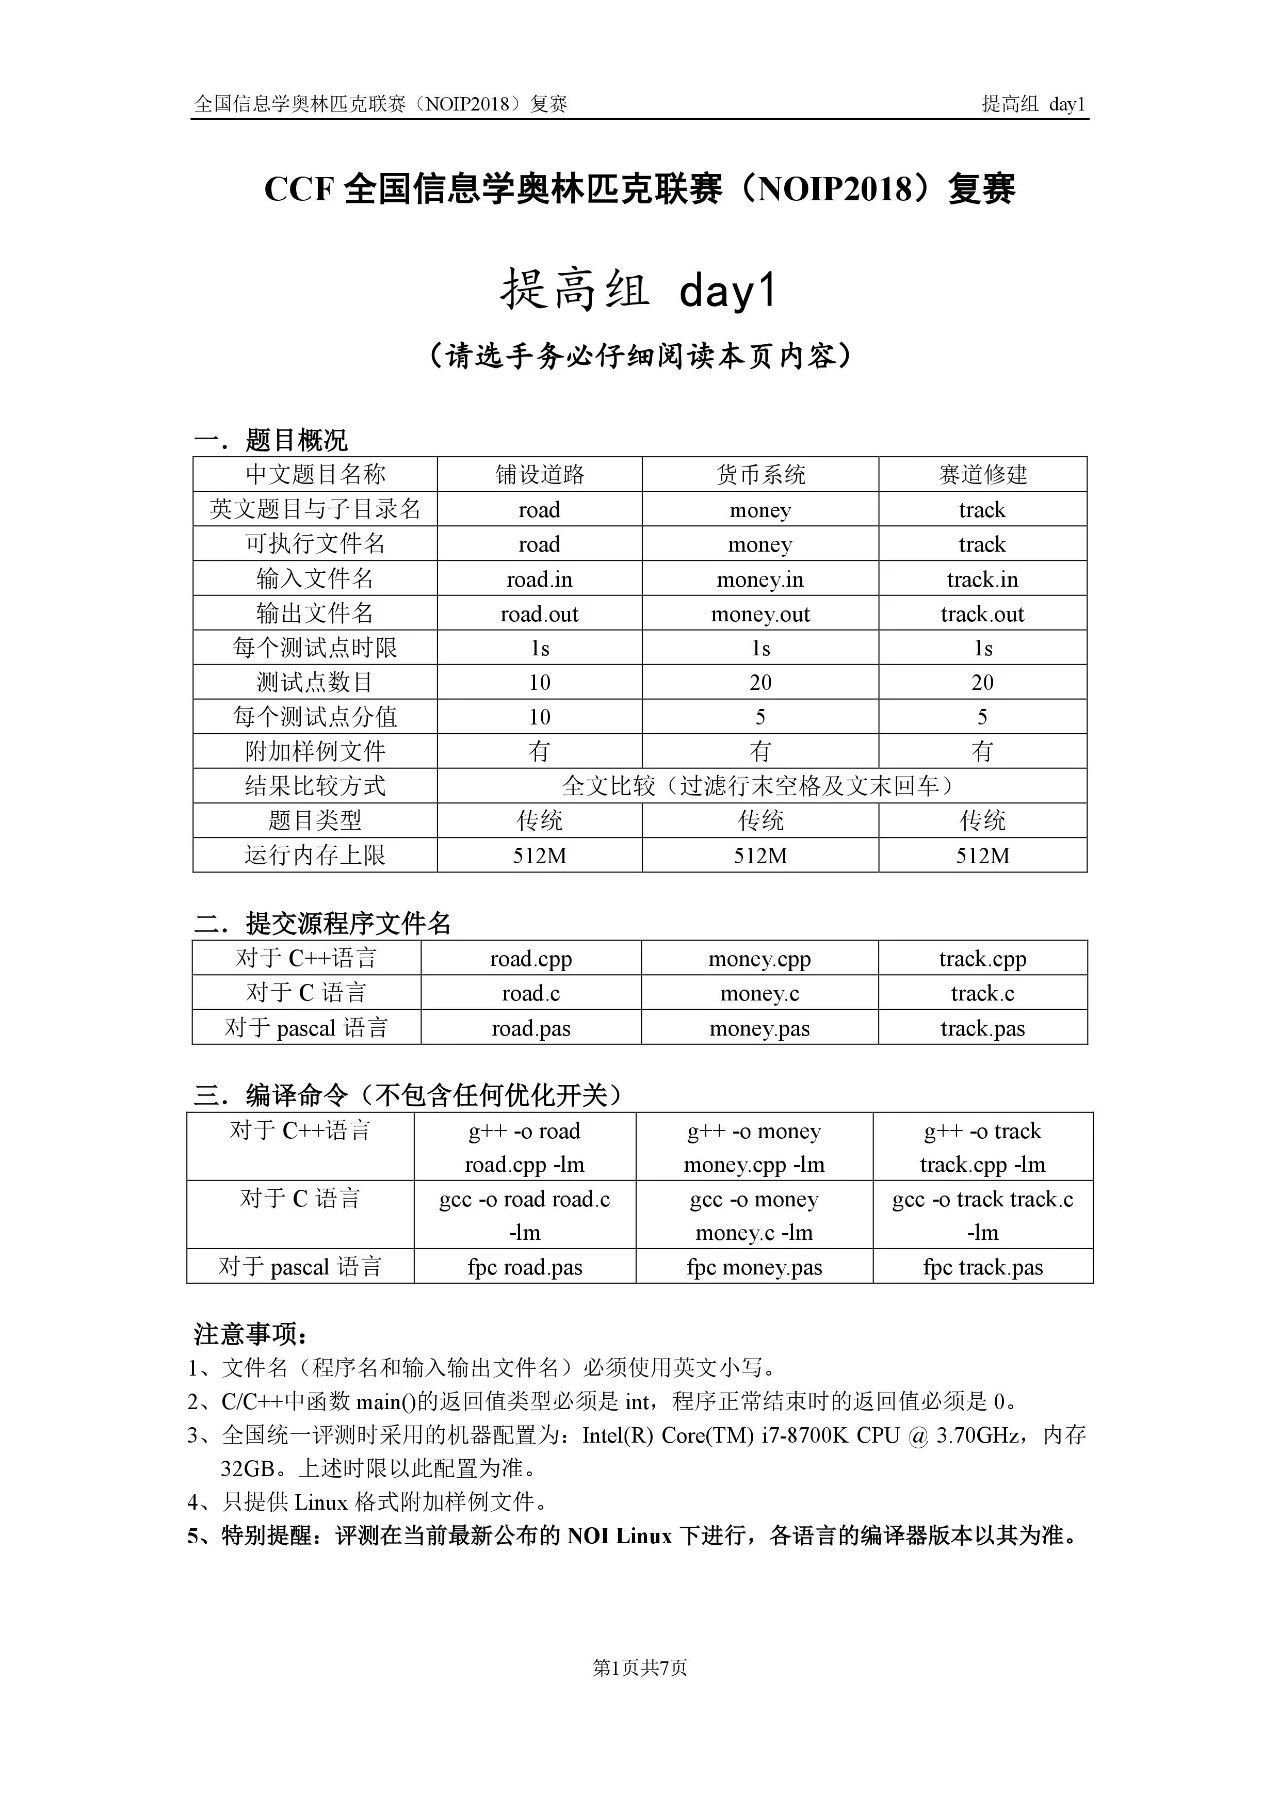 全国信息学奥林匹克联赛（NOIP2018）复赛 提高组 day1
CCF 全国信息学奥林匹克联赛（NOIP2018）复赛
提高组 day1
（请选手务必仔细阅读本页内容）
一．题目概况
中文题目名称 铺设道路 货币系统 赛道修建
英文题目与子目录名 road money track
可执行文件名 road money track
输入文件名 road.in money.in track.in
输出文件名 road.out money.out track.out
每个测试点时限 1s 1s 1s
测试点数目 10 20 20
每个测试点分值 10 5 5
附加样例文件 有 有 有
结果比较方式 全文比较（过滤行末空格及文末回车）
题目类型 传统 传统 传统
运行内存上限 512M 512M 512M
二．提交源程序文件名
对于 C++语言 road.cpp money.cpp track.cpp
对于 C 语言 road.c money.c track.c
对于 pascal 语言 road.pas money.pas track.pas
三．编译命令（不包含任何优化开关）
对于 C++语言 g++ -o road g++ -o money g++ -o track
road.cpp -lm money.cpp -lm track.cpp -lm
对于 C 语言 gcc -o road road.c gcc -o money gcc -o track track.c
-lm money.c -lm -lm
对于 pascal 语言 fpc road.pas fpc money.pas fpc track.pas
注意事项：
1、文件名（程序名和输入输出文件名）必须使用英文小写。
2、C/C++中函数 main()的返回值类型必须是 int，程序正常结束时的返回值必须是 0。
3、全国统一评测时采用的机器配置为：Intel(R) Core(TM) i7-8700K CPU @ 3.70GHz，内存
32GB。上述时限以此配置为准。
4、只提供 Linux 格式附加样例文件。
5、特别提醒：评测在当前最新公布的 NOI Linux 下进行，各语言的编译器版本以其为准。
第1页共7页